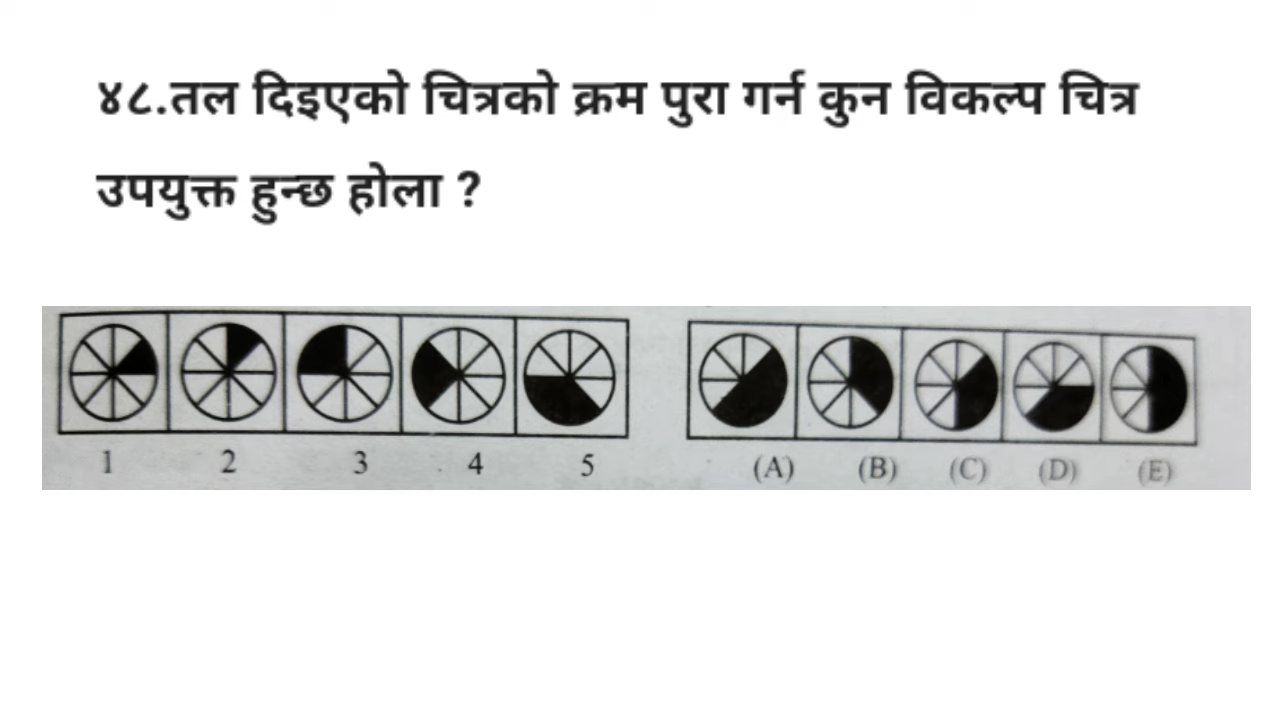 ४८.तल दिइएको चित्रको क्रम पुरा गर्न कुन विकल्प चित्र
उपयुक्त हुन्छ होला ?
1 2 3 4 5 (A) (B) (C) (D) (E)